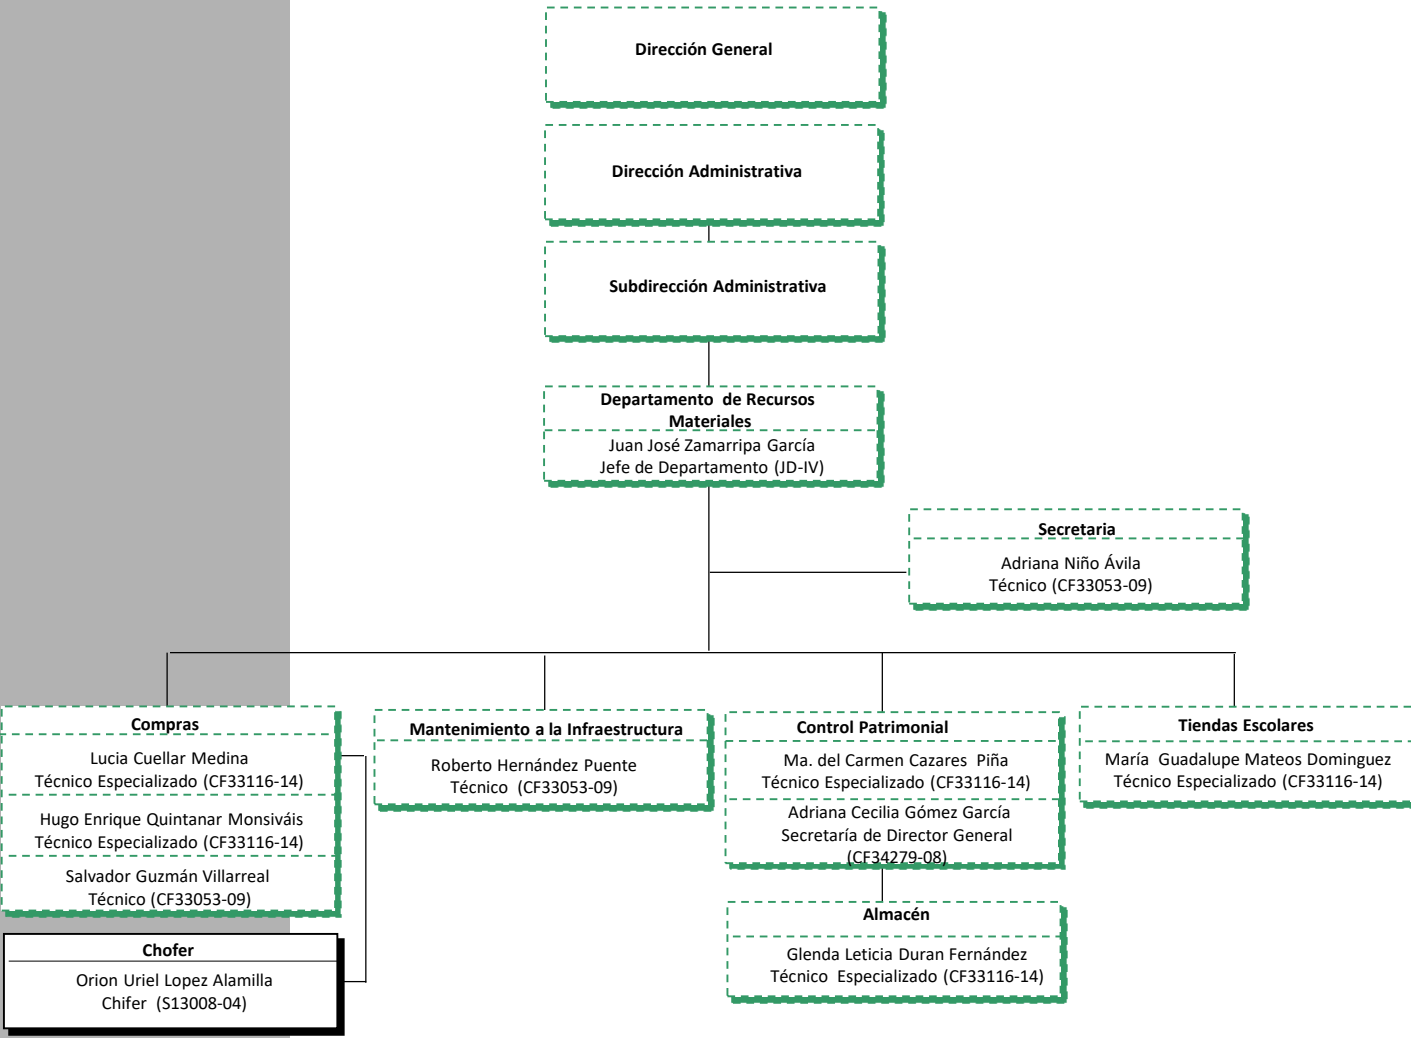 Dirección General
Dirección Administrativa
Subdirección Administrativa
Departamento de Recursos
Materiales
Juan José Zamarripa García
Jefe de Departamento (JD-IV)
Secretaria
Adriana Niño Ávila
Técnico (CF33053-09)
Compras
Lucia Cuellar Medina
Técnico Especializado (CF33116-14)
Hugo Enrique Quintanar Monsiváis
Técnico Especializado (CF33116-14)
Salvador Guzmán Villarreal
Técnico (CF33053-09)
Chofer
Orion Uriel Lopez Alamilla
Chifer (S13008-04)
Mantenimiento a la Infraestructura
Roberto Hernández Puente
Técnico (CF33053-09)
Control Patrimonial
Ma. del Carmen Cazares Piña
Técnico Especializado (CF33116-14)
Adriana Cecilia Gómez García
Secretaría de Director General
(CF34279-08)
Almacén
Glenda Leticia Duran Fernández
Técnico Especializado (CF33116-14)
Tiendas Escolares
María Guadalupe Mateos Dominguez
Técnico Especializado (CF33116-14)